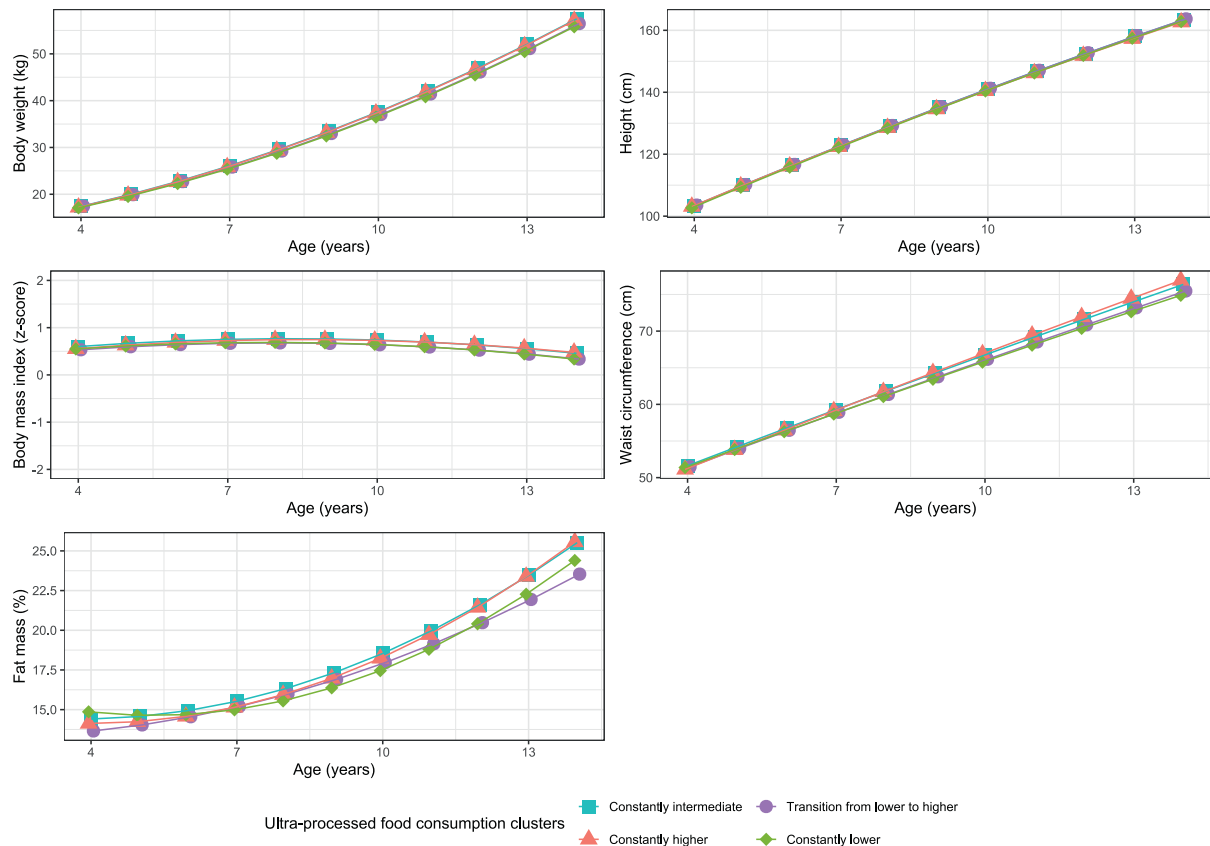 Body weight (kg)
50
40
30
20
4 7 10 13
Age (years)
Height (cm)
160
140
120
100
4 7 10 13
Age (years)
Body mass index (z-score)
2
1
0
-1
-2
4 7 10 13
Age (years)
Waist circumference (cm)
70
60
50
4 7 10 13
Age (years)
Fat mass (%)
25.0
22.5
20.0
17.5
15.0
4 7 10 13
Age (years)
Ultra-processed food consumption clusters
Constantly intermediate Transition from lower to higher
Constantly higher Constantly lower